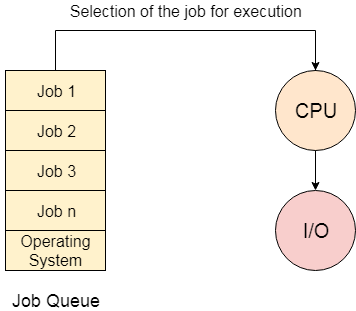 Selection of the job for execution
Job 1
Job 2
Job 3
Job n
Operating
System
Job Queue
CPU
I/O